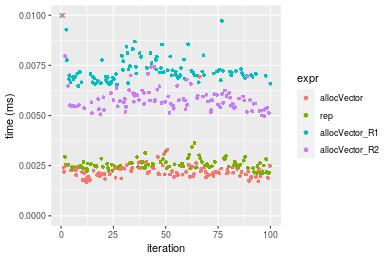 0.0100
0.0075
0.0050
0.0025
0.0000
time (ms)
0
25
50
75
100
iteration
expr
allocVector
rep
allocVector_R1
allocVector_R2